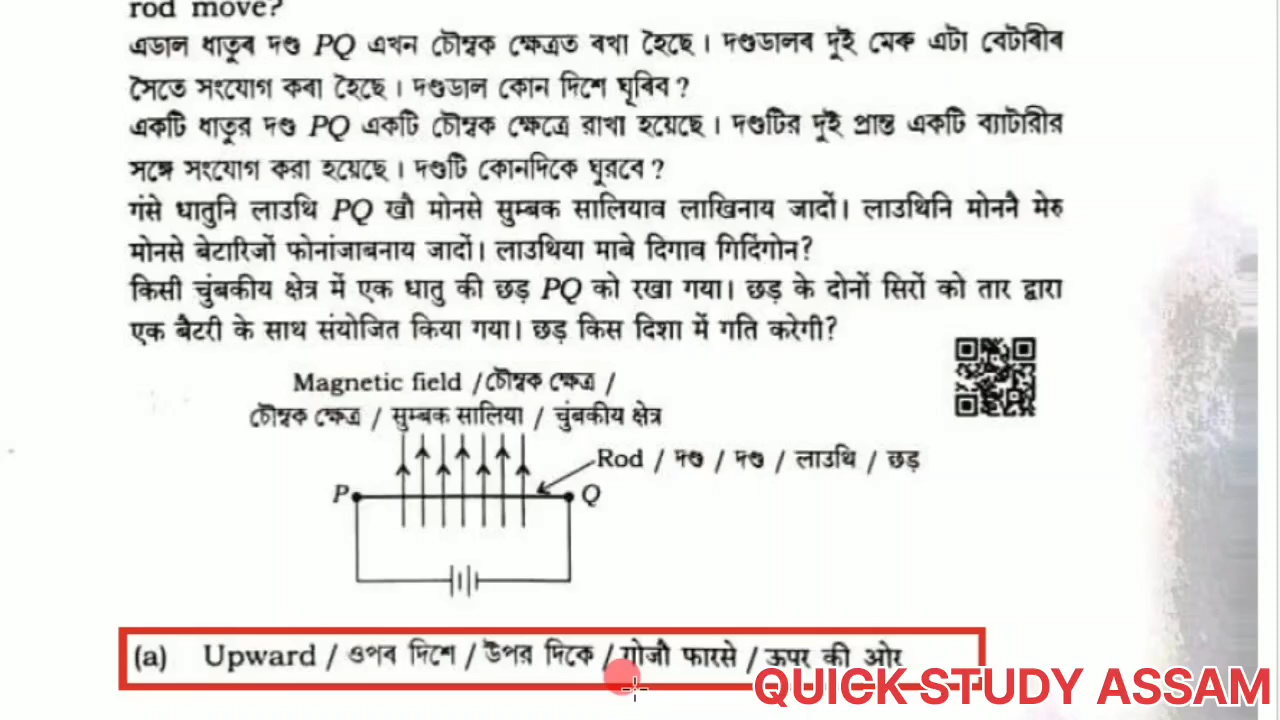 rod move?
এডাল ধাতুৰ দণ্ড PQ এখন চৌম্বক ক্ষেত্ৰত ৰখা হৈছে। দণ্ডডালৰ দুই মেৰু এটা বেটাৰীৰ
সৈতে সংযোগ কৰা হৈছে। দণ্ডডাল কোন দিশে ঘূৰিব?
একটি ধাতুর দণ্ড PQ একটি চৌম্বক ক্ষেত্রে রাখা হয়েছে। দণ্ডটির দুই প্রান্ত একটি ব্যাটারীর
সঙ্গে সংযোগ করা হয়েছে। দণ্ডটি কোনদিকে ঘুরবে?
गंसे धातुनि लाउथि PQ खौ मोनसे सुम्बक सालियाव लाखिनाय जादों। लाउथिनि मोननै मेरु
मोनसे बेटारिजों फोनांजाबनाय जादों। लाउथिया माबे दिगाव गिदिंगोन?
किसी चुंबकीय क्षेत्र में एक धातु की छड़ PQ को रखा गया। छड़ के दोनों सिरों को तार द्वारा
एक बैटरी के साथ संयोजित किया गया। छड़ किस दिशा में गति करेगी?
Magnetic field / চৌম্বক ক্ষেত্ৰ /
চৌম্বক ক্ষেত্র / सुम्बक सालिया / चुंबकीय क्षेत्र
Rod / দণ্ড / দণ্ড / लाउथि / छड़
P
Q
(a) Upward / ওপৰ দিশে / উপর দিকে / गोजौ फारसे / ऊपर की ओर
QUICK STUDY ASSAM